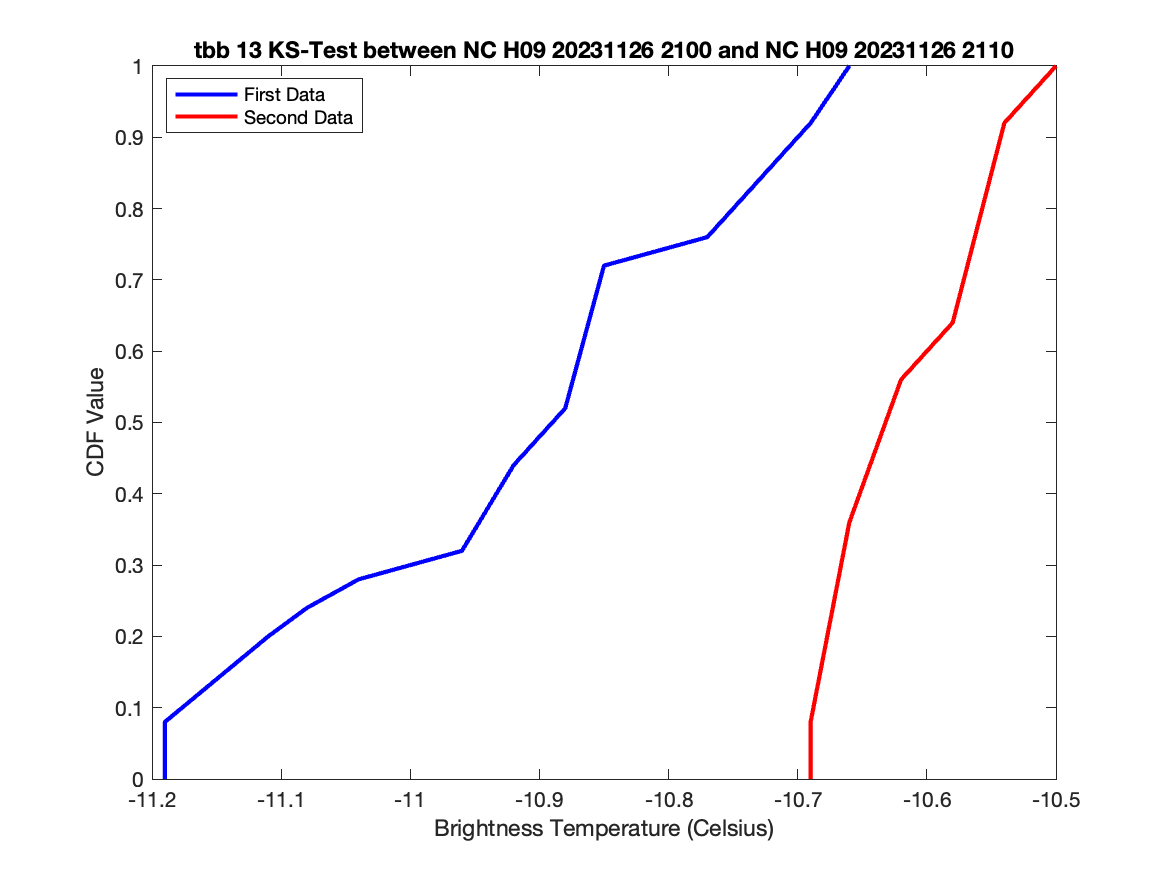 tbb 13 KS-Test between NC H09 20231126 2100 and NC H09 20231126 2110
First Data
Second Data
1
0.9
0.8
0.7
0.6
0.5
0.4
0.3
0.2
0.1
0
CDF Value
-11.2 -11.1 -11 -10.9 -10.8 -10.7 -10.6 -10.5
Brightness Temperature (Celsius)